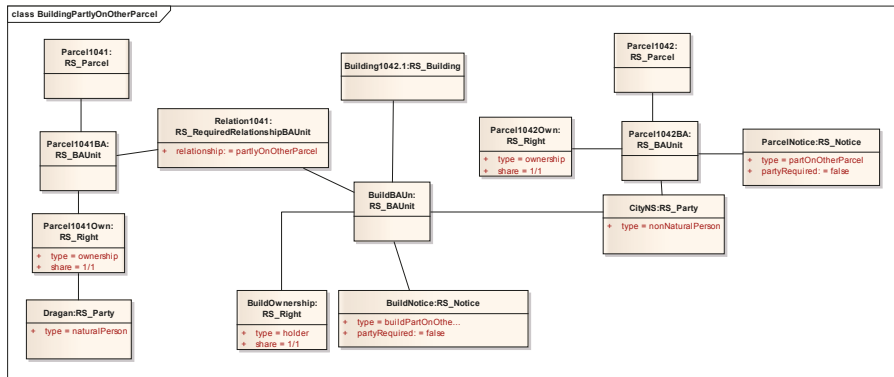 class BuildingPartlyOnOtherParcel
Parcel1041:
RS_Parcel
Building1042.1:RS_Building
Parcel1042:
RS_Parcel
Relation1041:
RS_RequiredRelationshipBAUnit
+ relationship: = partlyOnOtherParcel
Parcel1041BA:
RS_BAUnit
Parcel1042Own:
RS_Right
+ type = ownership
+ share = 1/1
Parcel1042BA:
RS_BAUnit
ParcelNotice:RS_Notice
+ type = partOnOtherParcel
+ partyRequired: = false
BuildBAUn:
RS_BAUnit
CityNS:RS_Party
+ type = nonNaturalPerson
Parcel1041Own:
RS_Right
+ type = ownership
+ share = 1/1
Dragan:RS_Party
+ type = naturalPerson
BuildOwnership:
RS_Right
+ type = holder
+ share = 1/1
BuildNotice:RS_Notice
+ type = buildPartOnOthe...
+ partyRequired: = false